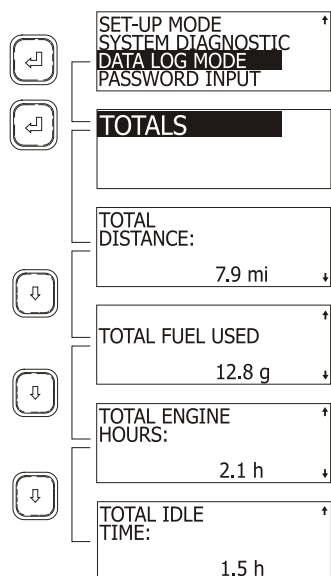 SET-UP MODE
SYSTEM DIAGNOSTIC
DATA LOG MODE
PASSWORD INPUT
TOTALS
TOTAL
DISTANCE:
7.9 mi
TOTAL FUEL USED
12.8 g
TOTAL ENGINE
HOURS:
2.1 h
TOTAL IDLE
TIME:
1.5 h